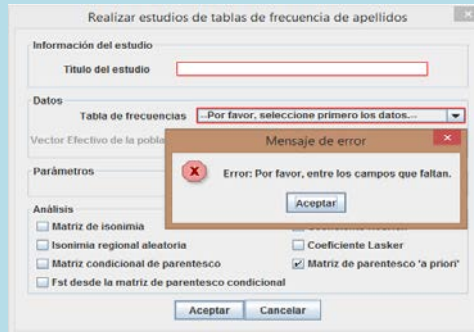 Realizar estudios de tablas de frecuencia de apellidos
Información del estudio
Título del estudio
Datos
Tabla de frecuencias ...Por favor, seleccione primero los datos...
Vector Efectivo de la pobla
Mensaje de error
Error: Por favor, entre los campos que faltan.
Aceptar
Parámetros
Análisis
Matriz de isonimia
Isonimia regional aleatoria Coeficiente Lasker
Matriz condicional de parentesco Matriz de parentesco 'a priori'
Fst desde la matriz de parentesco condicional
Aceptar Cancelar